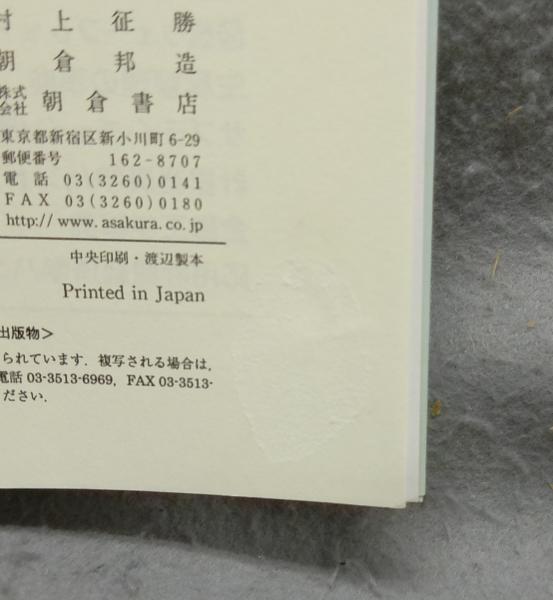 村上征勝
朝倉邦造
株式会社 朝倉書店
東京都新宿区新小川町6-29
郵便番号 162-8707
電話 03(3260)0141
FAX 03(3260)0180
http://www.asakura.co.jp
中央印刷・渡辺製本
Printed in Japan
出版物＞
られています．複写される場合は，
電話 03-3513-6969，FAX 03-3513-
ださい．